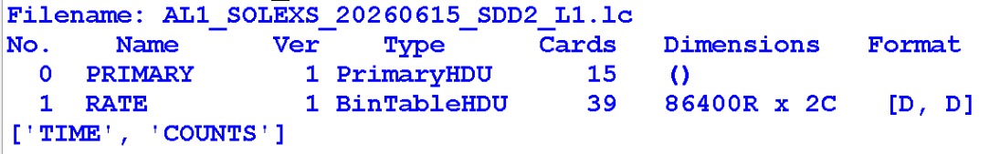 Filename: AL1_SOLEXS_20260615_SDD2_L1.lc
No.    Name      Ver    Type      Cards   Dimensions   Format
  0  PRIMARY       1 PrimaryHDU      15   ()
  1  RATE          1 BinTableHDU     39   86400R x 2C   [D, D]
['TIME', 'COUNTS']